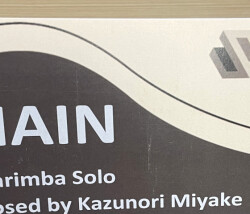 HAIN
arimba Solo
osed by Kazunori Miyake